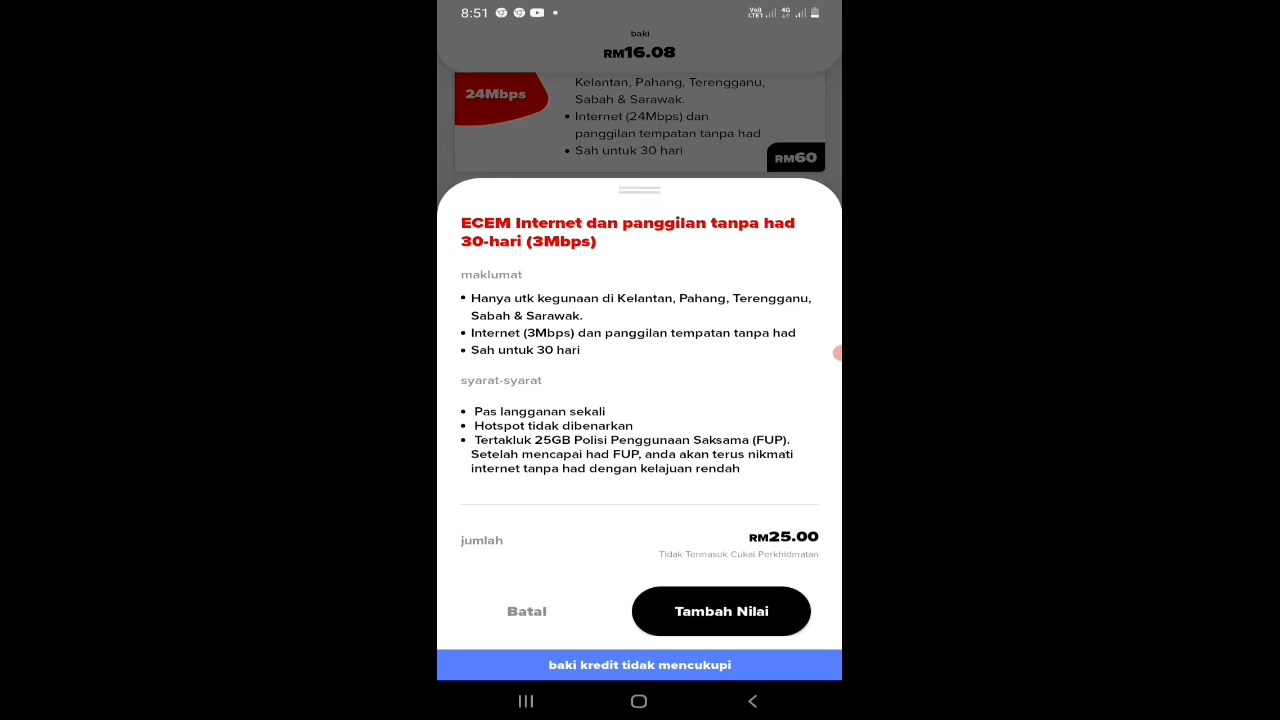 8:51
Vo) 4G
LTE1
baki
RM16.08
24Mbps
Kelantan, Pahang, Terengganu,
Sabah & Sarawak.
• Internet (24Mbps) dan
panggilan tempatan tanpa had
• Sah untuk 30 hari
RM60
ECEM Internet dan panggilan tanpa had
30-hari (3Mbps)
maklumat
• Hanya utk kegunaan di Kelantan, Pahang, Terengganu,
Sabah & Sarawak.
• Internet (3Mbps) dan panggilan tempatan tanpa had
• Sah untuk 30 hari
syarat-syarat
• Pas langganan sekali
• Hotspot tidak dibenarkan
• Tertakluk 25GB Polisi Penggunaan Saksama (FUP).
Setelah mencapai had FUP, anda akan terus nikmati
internet tanpa had dengan kelajuan rendah
jumlah
RM25.00
Tidak Termasuk Cukai Perkhidmatan
Batal
Tambah Nilai
baki kredit tidak mencukupi